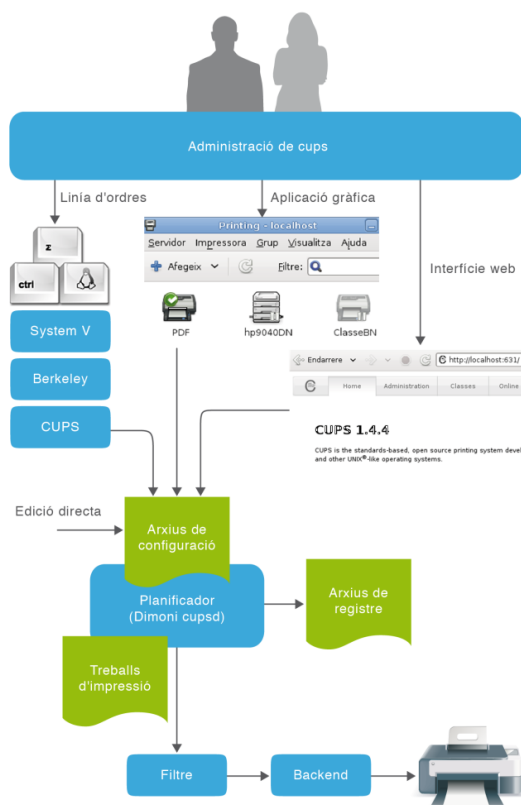 Administració de cups
Línía d'ordres
Aplicació gràfica
Interfície web
z
ctrl
Printing - localhost
Servidor Impressora Grup Visualitza Ajuda
Afegeix
Filtre:
PDF
hp9040DN
ClasseBN
System V
Berkeley
CUPS
Endarrere
http://localhost:631/
Home
Administration
Classes
Online
CUPS 1.4.4
CUPS is the standards-based, open source printing system devel
and other UNIX®-like operating systems.
Edició directa
Arxius de
configuració
Planificador
(Dimoni cupsd)
Arxius de
registre
Treballs
d'impressió
Filtre
Backend